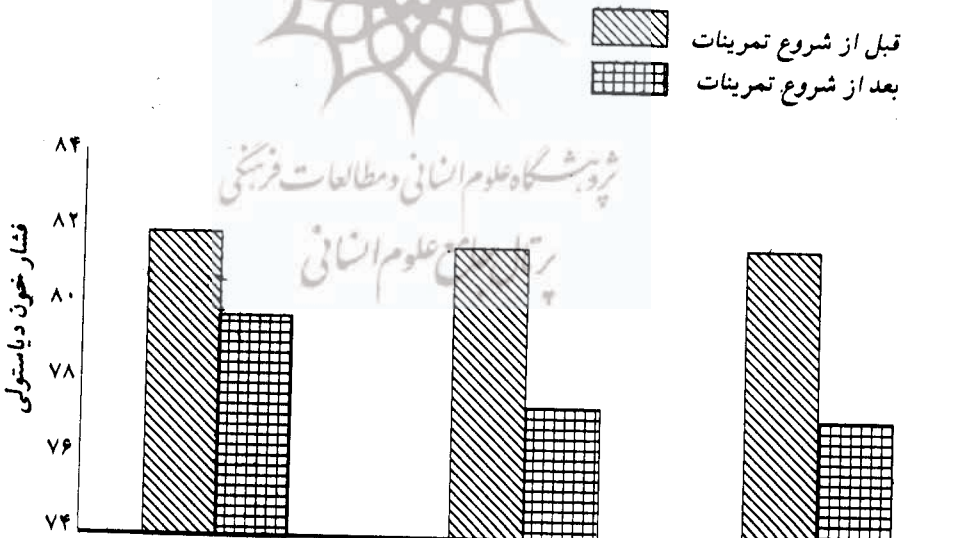 قبل از شروع تمرینات
بعد از شروع تمرینات
پژوهشگاه علوم انسانی و مطالعات فرهنگی
پرتال جامع علوم انسانی
فشار خون دیاستولی
۸۴
۸۲
۸۰
۷۸
۷۶
۷۴